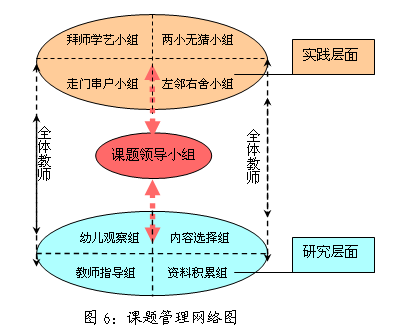 拜师学艺小组 两小无猜小组
实践层面
走门串户小组 左邻右舍小组
全体教师
全体教师
课题领导小组
幼儿观察组 内容选择组
研究层面
教师指导组 资料积累组
图 6：课题管理网络图